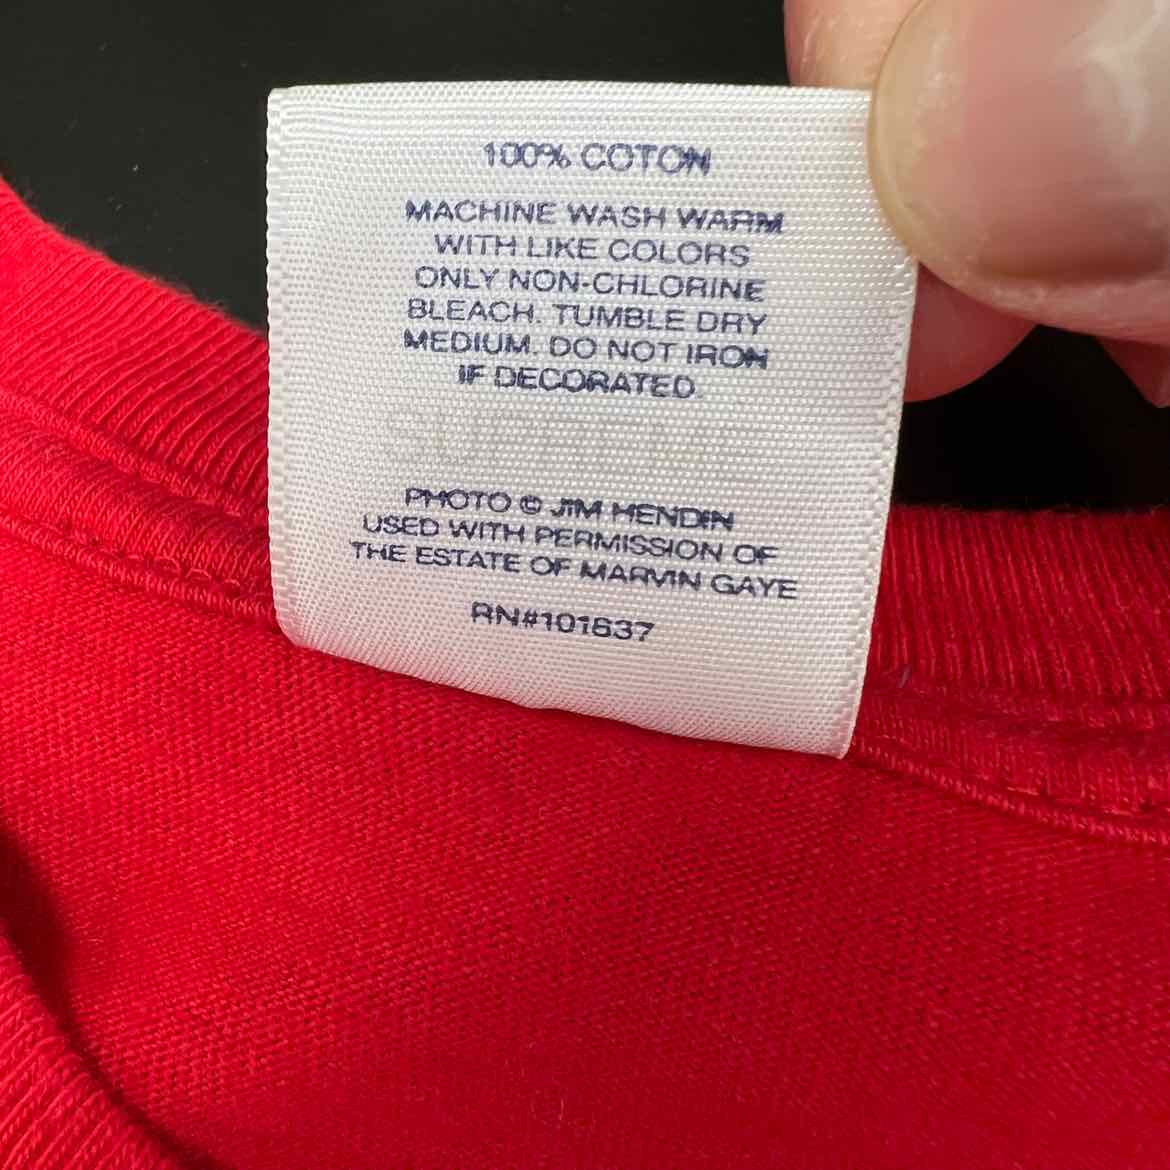 100% COTON
MACHINE WASH WARM
WITH LIKE COLORS
ONLY NON-CHLORINE
BLEACH. TUMBLE DRY
MEDIUM. DO NOT IRON
IF DECORATED.
PHOTO © JIM HENDIN
USED WITH PERMISSION OF
THE ESTATE OF MARVIN GAYE
RN#101837